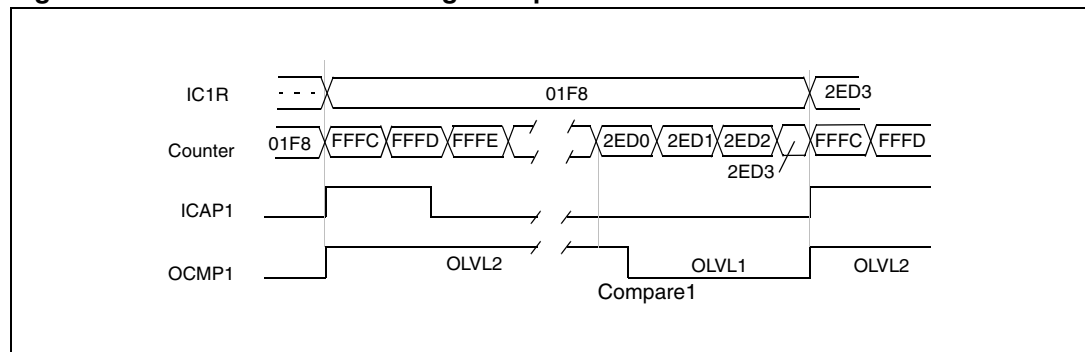 IC1R - - - 01F8 2ED3
Counter 01F8 FFFC FFFD FFFE 2ED0 2ED1 2ED2 FFFC FFFD
2ED3
ICAP1
OCMP1 OLVL2 OLVL1 OLVL2
Compare1